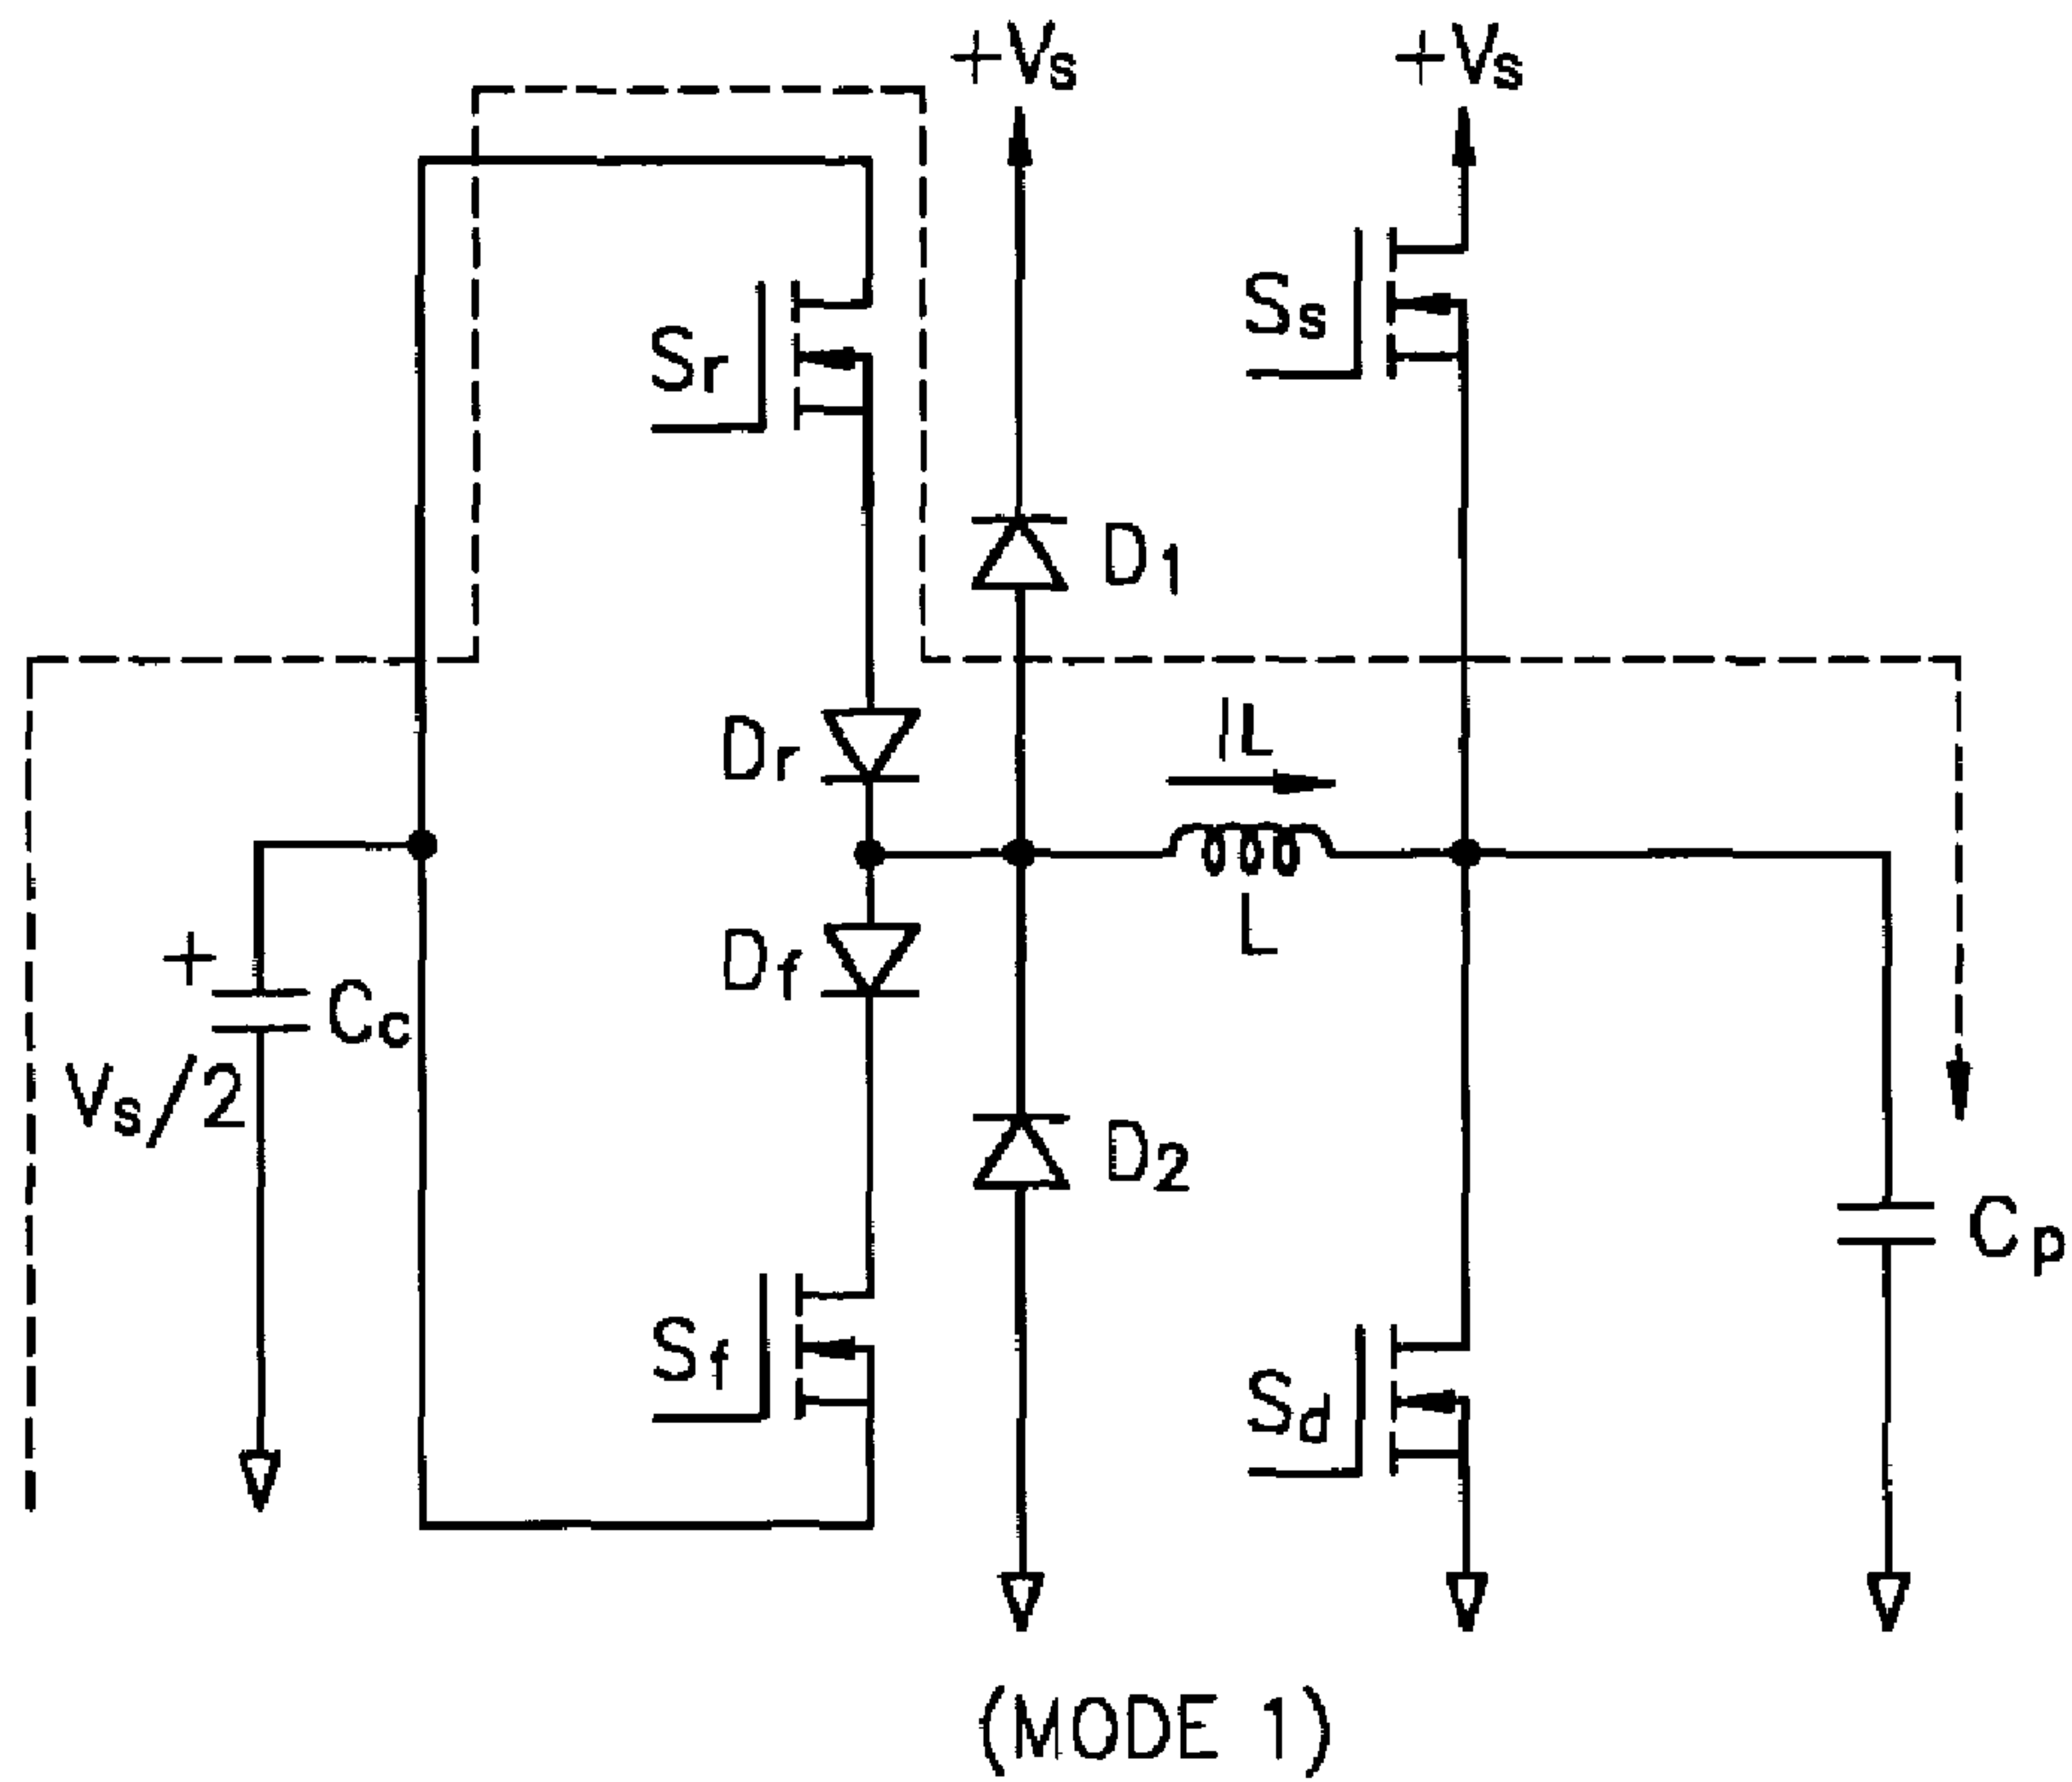 +Vs
+Vs
Ss
Sr
D1
Dr
IL
Df
L
+
Cc
Vs/2
D2
Cp
Sf
Sd
(MODE 1)